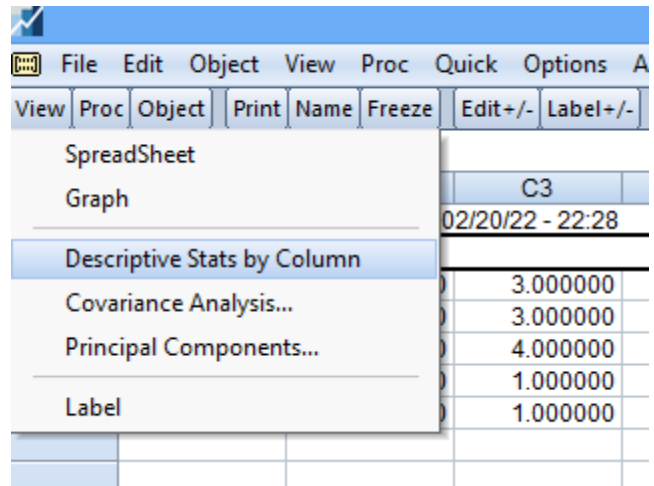 File Edit Object View Proc Quick Options A
View Proc Object Print Name Freeze Edit+/- Label+/-
SpreadSheet
Graph
Descriptive Stats by Column
Covariance Analysis...
Principal Components...
Label
C3
02/20/22 - 22:28
3.000000
3.000000
4.000000
1.000000
1.000000